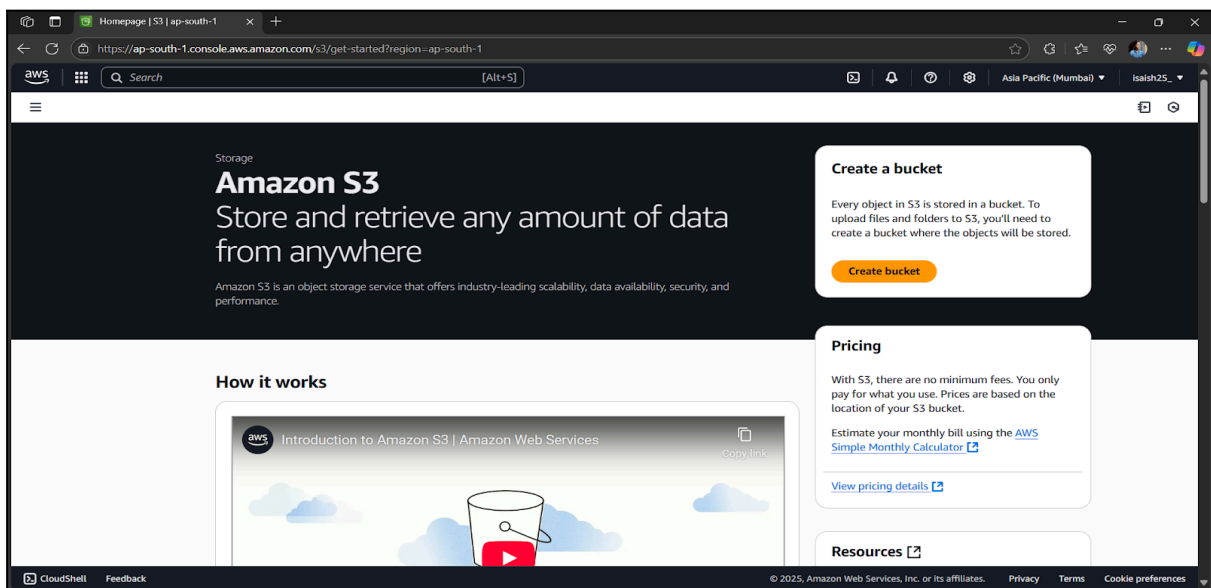 Homepage | S3 | ap-south-1
https://ap-south-1.console.aws.amazon.com/s3/get-started?region=ap-south-1
aws
Search
[Alt+S]
Asia Pacific (Mumbai)
isaish25_
Storage
Amazon S3
Store and retrieve any amount of data
from anywhere
Amazon S3 is an object storage service that offers industry-leading scalability, data availability, security, and
performance.
Create a bucket
Every object in S3 is stored in a bucket. To
upload files and folders to S3, you'll need to
create a bucket where the objects will be stored.
Create bucket
Pricing
With S3, there are no minimum fees. You only
pay for what you use. Prices are based on the
location of your S3 bucket.
Estimate your monthly bill using the AWS
Simple Monthly Calculator
View pricing details
Resources
How it works
aws
Introduction to Amazon S3 | Amazon Web Services
Copy link
CloudShell
Feedback
© 2025, Amazon Web Services, Inc. or its affiliates.
Privacy
Terms
Cookie preferences